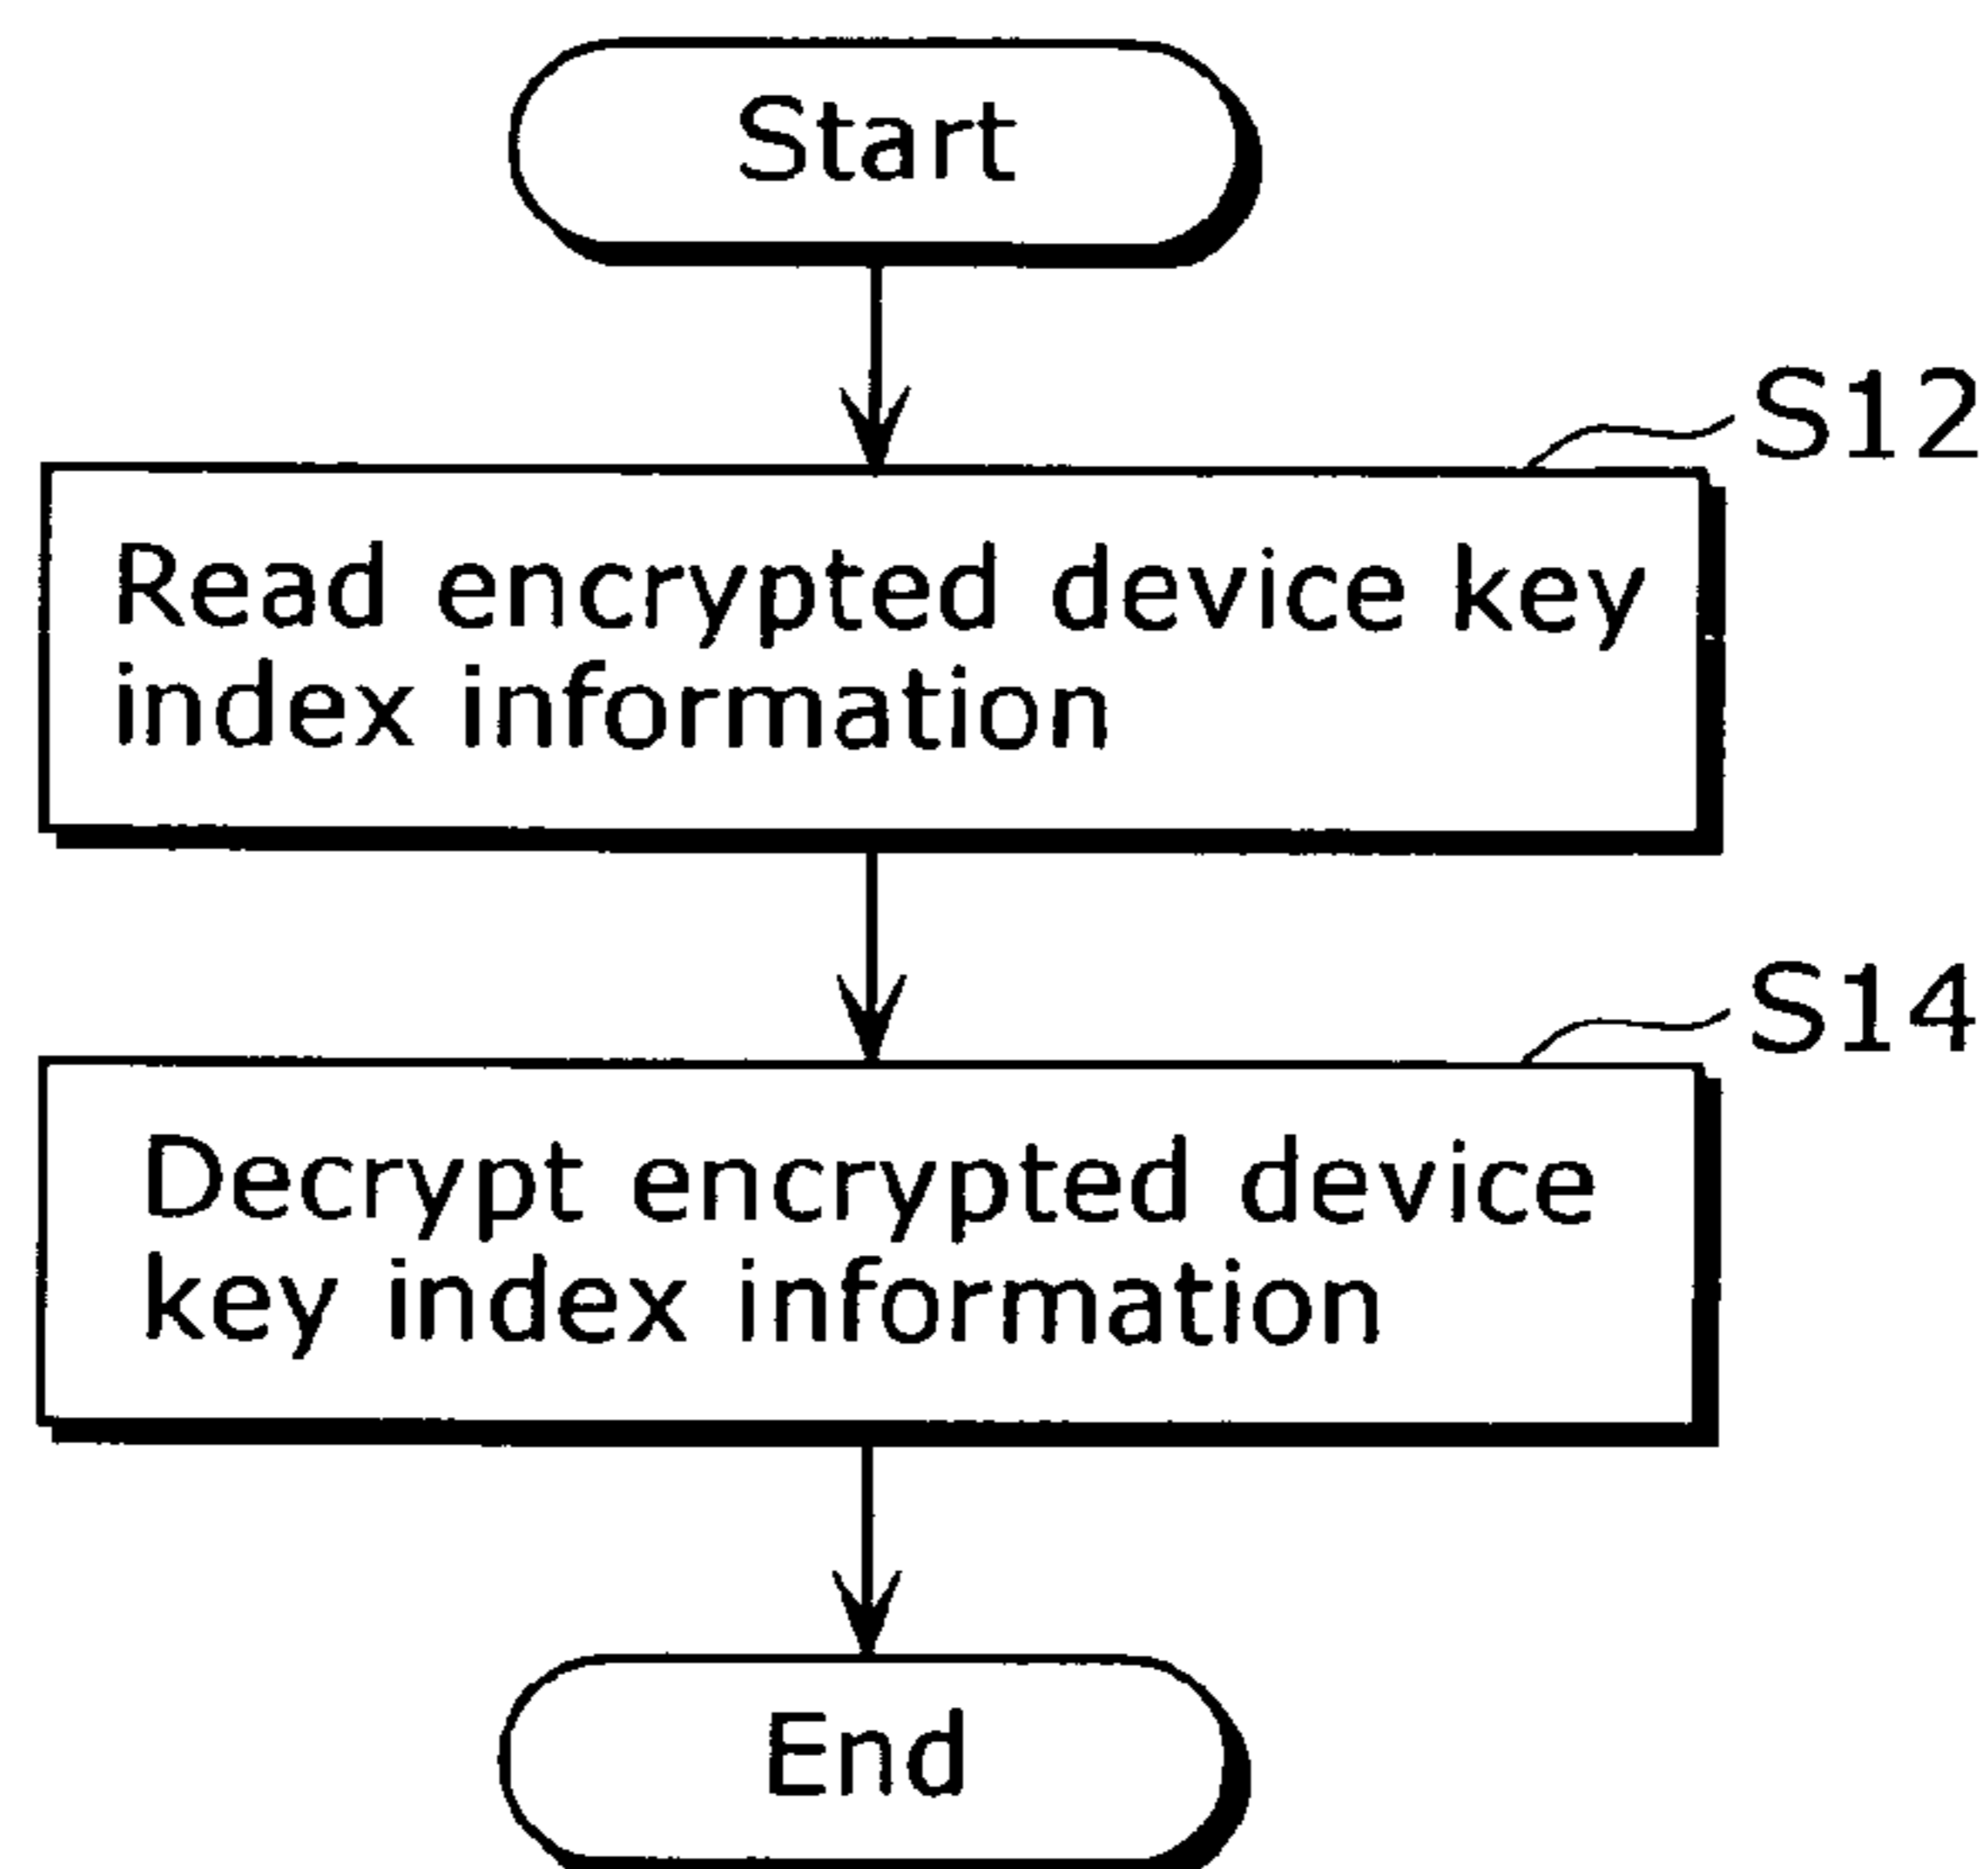 Start
S12
Read encrypted device key
index information
S14
Decrypt encrypted device
key index information
End